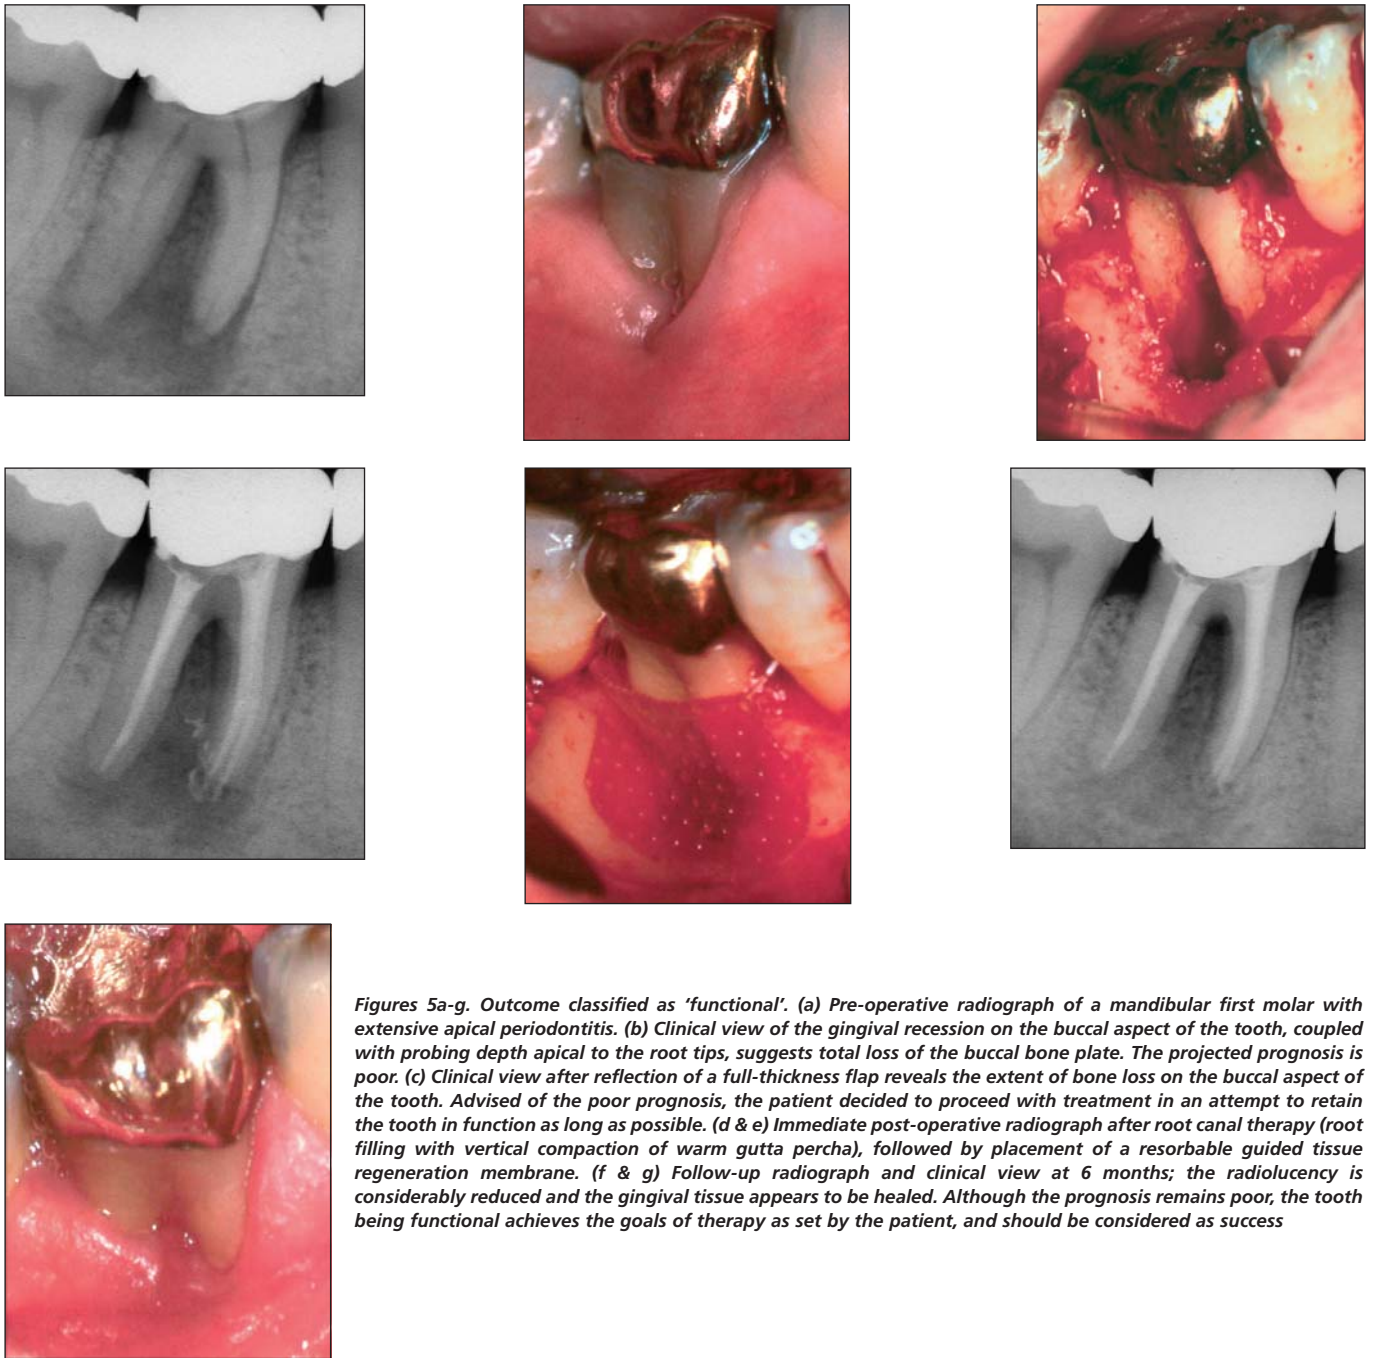 Figures 5a-g. Outcome classified as ‘functional’. (a) Pre-operative radiograph of a mandibular first molar with
extensive apical periodontitis. (b) Clinical view of the gingival recession on the buccal aspect of the tooth, coupled
with probing depth apical to the root tips, suggests total loss of the buccal bone plate. The projected prognosis is
poor. (c) Clinical view after reflection of a full-thickness flap reveals the extent of bone loss on the buccal aspect of
the tooth. Advised of the poor prognosis, the patient decided to proceed with treatment in an attempt to retain
the tooth in function as long as possible. (d & e) Immediate post-operative radiograph after root canal therapy (root
filling with vertical compaction of warm gutta percha), followed by placement of a resorbable guided tissue
regeneration membrane. (f & g) Follow-up radiograph and clinical view at 6 months; the radiolucency is
considerably reduced and the gingival tissue appears to be healed. Although the prognosis remains poor, the tooth
being functional achieves the goals of therapy as set by the patient, and should be considered as success